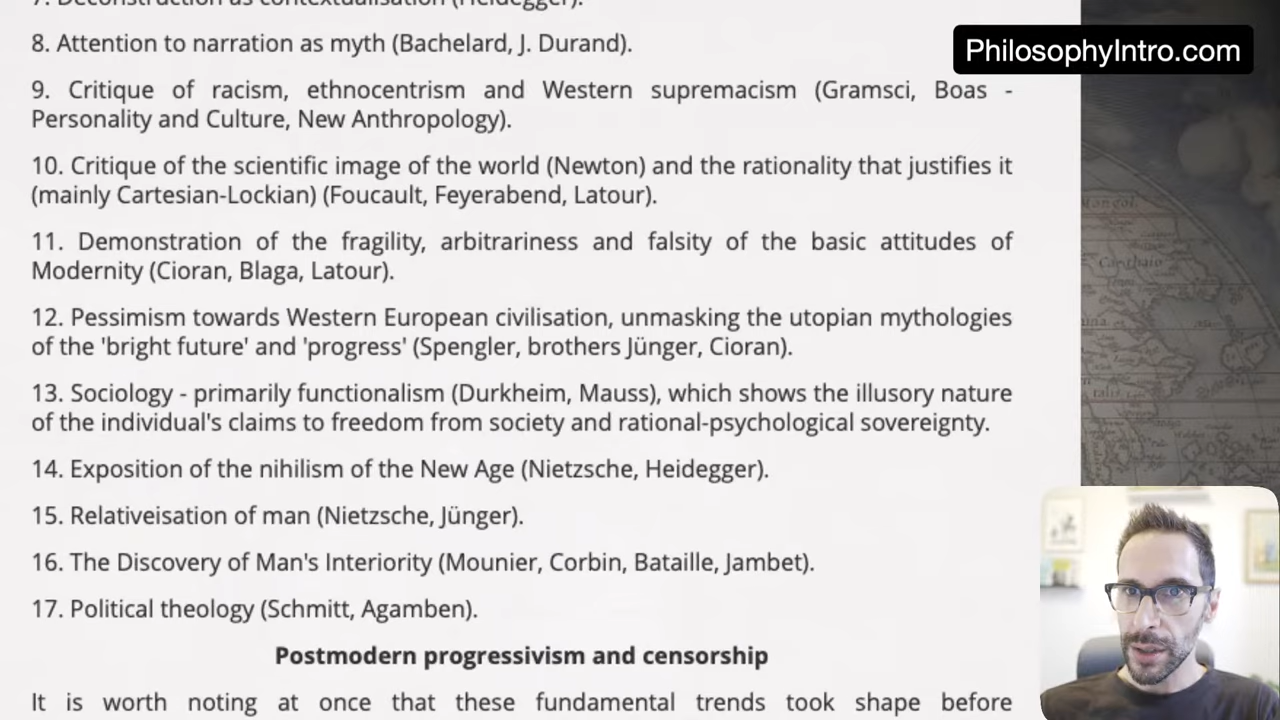 7. Deconstruction as contextualisation (Heidegger).
8. Attention to narration as myth (Bachelard, J. Durand).
PhilosophyIntro.com
9. Critique of racism, ethnocentrism and Western supremacism (Gramsci, Boas -
Personality and Culture, New Anthropology).
10. Critique of the scientific image of the world (Newton) and the rationality that justifies it
(mainly Cartesian-Lockian) (Foucault, Feyerabend, Latour).
11. Demonstration of the fragility, arbitrariness and falsity of the basic attitudes of
Modernity (Cioran, Blaga, Latour).
12. Pessimism towards Western European civilisation, unmasking the utopian mythologies
of the 'bright future' and 'progress' (Spengler, brothers Jünger, Cioran).
13. Sociology - primarily functionalism (Durkheim, Mauss), which shows the illusory nature
of the individual's claims to freedom from society and rational-psychological sovereignty.
14. Exposition of the nihilism of the New Age (Nietzsche, Heidegger).
15. Relativeisation of man (Nietzsche, Jünger).
16. The Discovery of Man's Interiority (Mounier, Corbin, Bataille, Jambet).
17. Political theology (Schmitt, Agamben).
Postmodern progressivism and censorship
It is worth noting at once that these fundamental trends took shape before